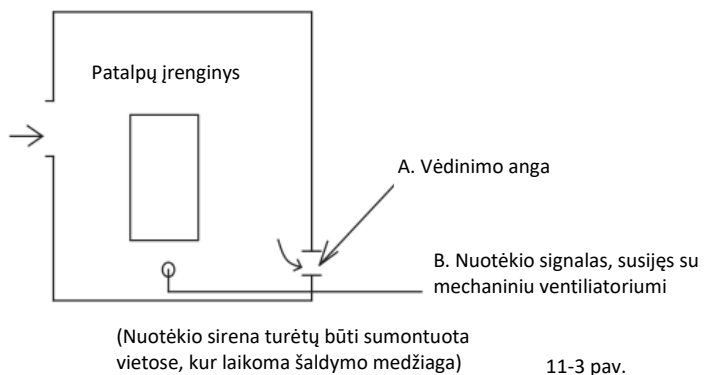 Patalpų įrenginys
A. Vėdinimo anga
B. Nuotėkio signalas, susijęs su
mechaniniu ventiliatoriumi
(Nuotėkio sirena turėtų būti sumontuota
vietose, kur laikoma šaldymo medžiaga)
11-3 pav.